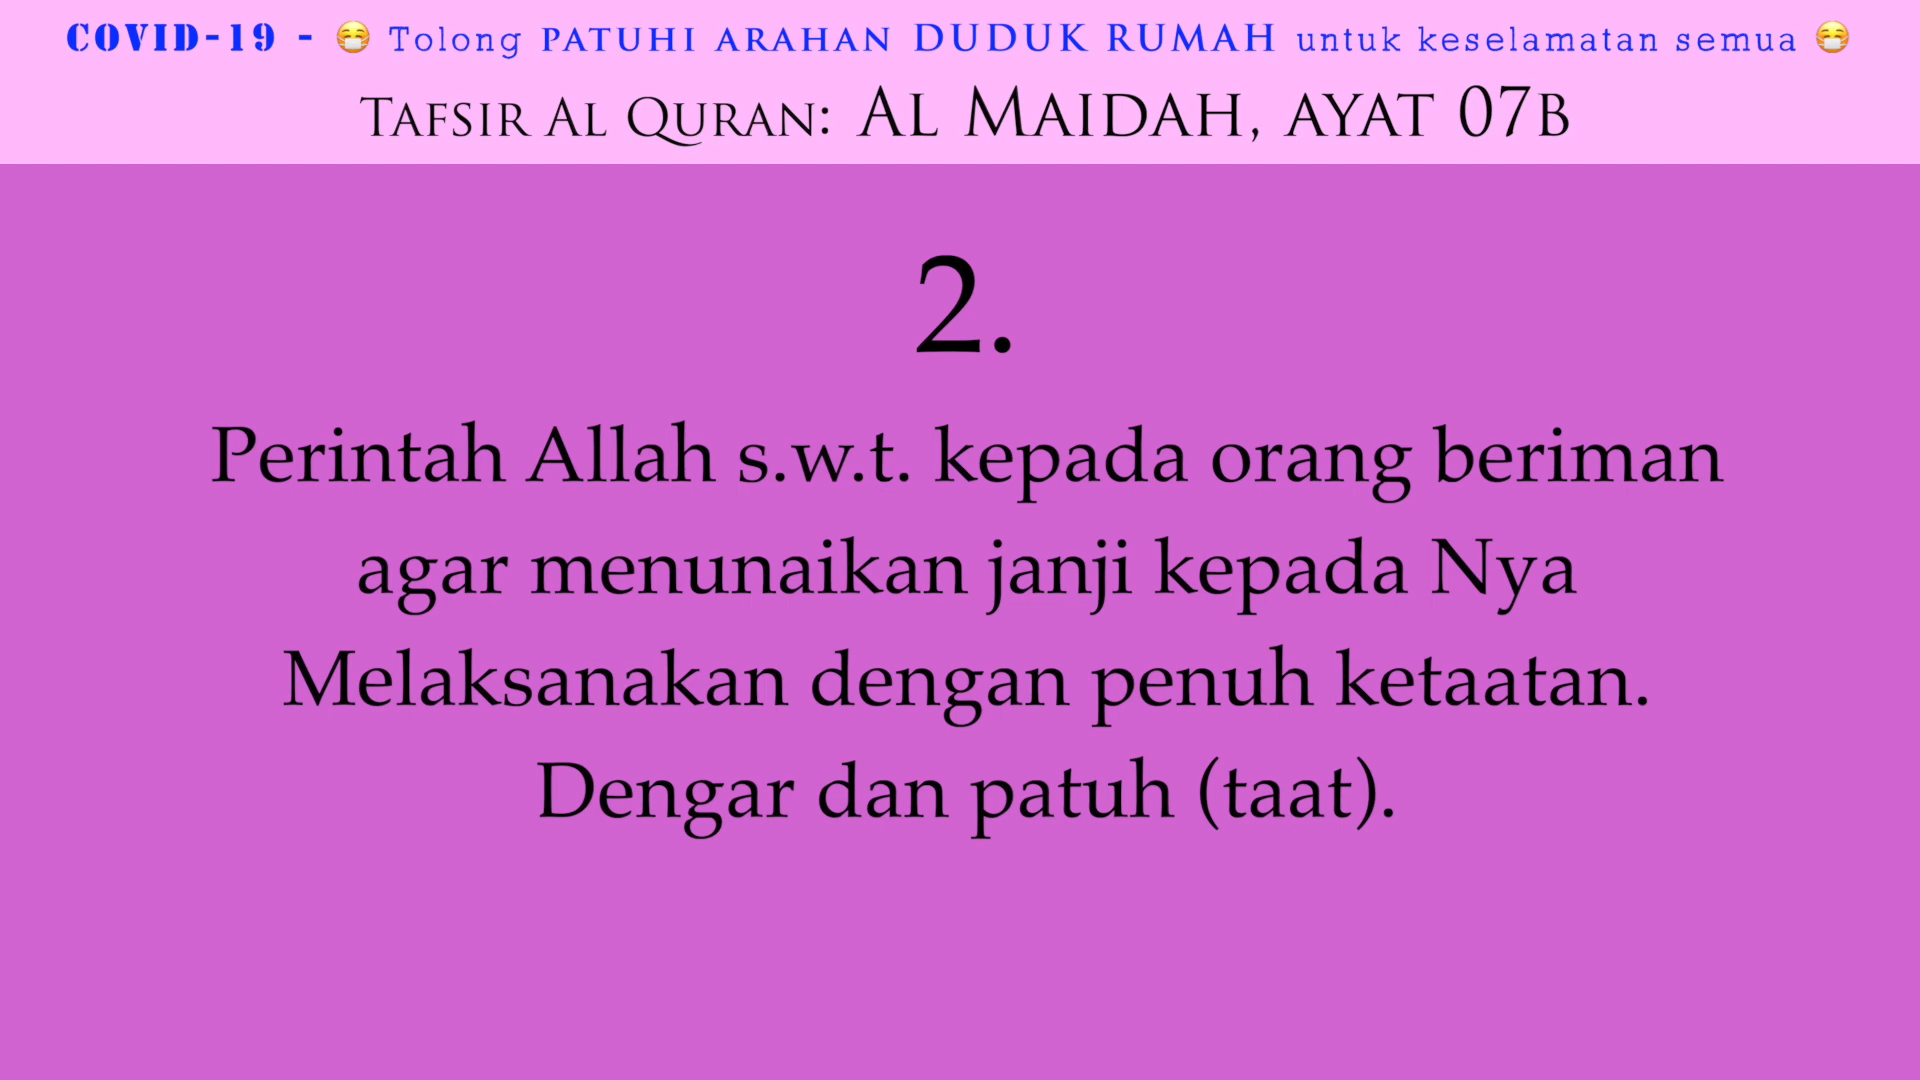 COVID-19 - 😷 Tolong PATUHI ARAHAN DUDUK RUMAH untuk keselamatan semua 😷
TAFSIR AL QURAN: AL MAIDAH, AYAT 07B
2.
Perintah Allah s.w.t. kepada orang beriman
agar menunaikan janji kepada Nya
Melaksanakan dengan penuh ketaatan.
Dengar dan patuh (taat).